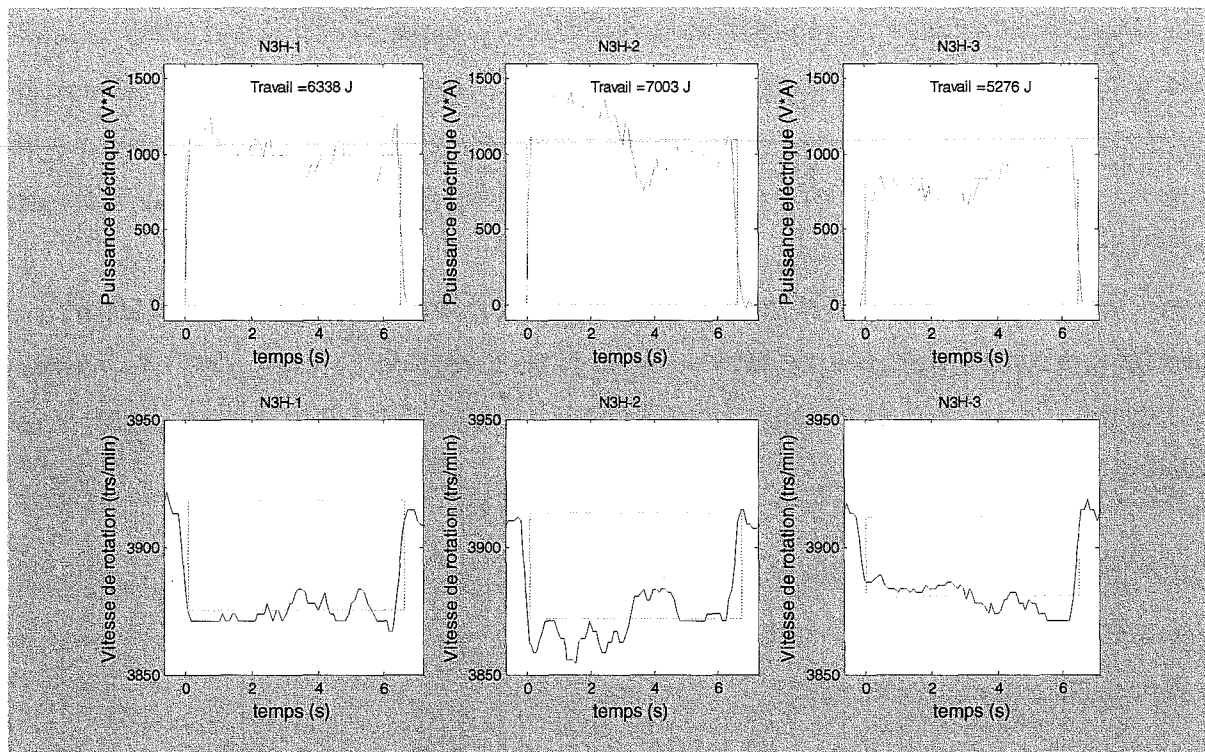 N3H-1
N3H-2
N3H-3
Puissance eléctrique (V*A)
1500
1000
500
0
Travail =6338 J
0
2
4
6
temps (s)
Puissance eléctrique (V*A)
1500
1000
500
0
Travail =7003 J
0
2
4
6
temps (s)
Puissance eléctrique (V*A)
1500
1000
500
0
Travail =5276 J
0
2
4
6
temps (s)
N3H-1
N3H-2
N3H-3
Vitesse de rotation (trs/min)
3950
3900
3850
0
2
4
6
temps (s)
Vitesse de rotation (trs/min)
3950
3900
3850
0
2
4
6
temps (s)
Vitesse de rotation (trs/min)
3950
3900
3850
0
2
4
6
temps (s)